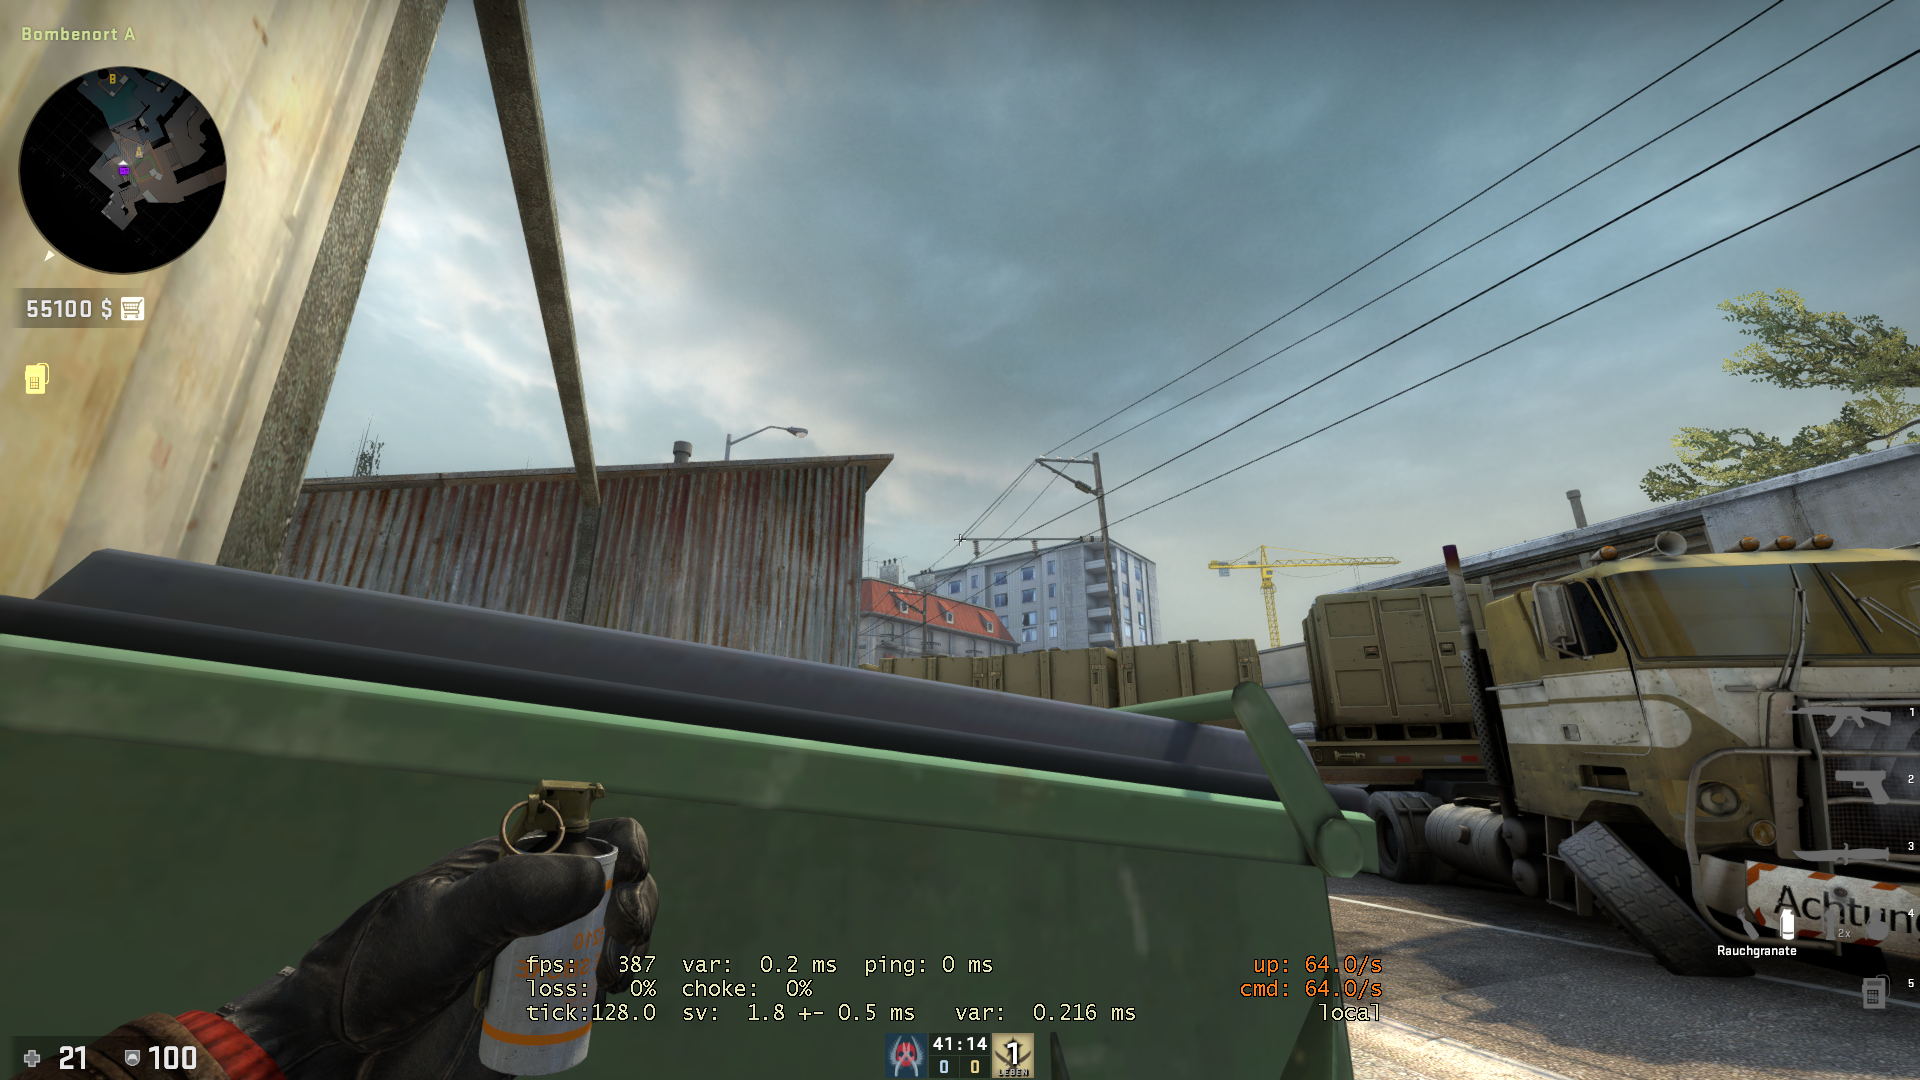 Bombenort A
B
55100 $
1
2
3
Achtun
4
2x
Rauchgranate
5
fps: 387 var: 0.2 ms ping: 0 ms
up: 64.0/s
loss: 0% choke: 0%
cmd: 64.0/s
tick:128.0 sv: 1.8 +- 0.5 ms var: 0.216 ms
local
21
100
41:14
0 0
1
LEBEN